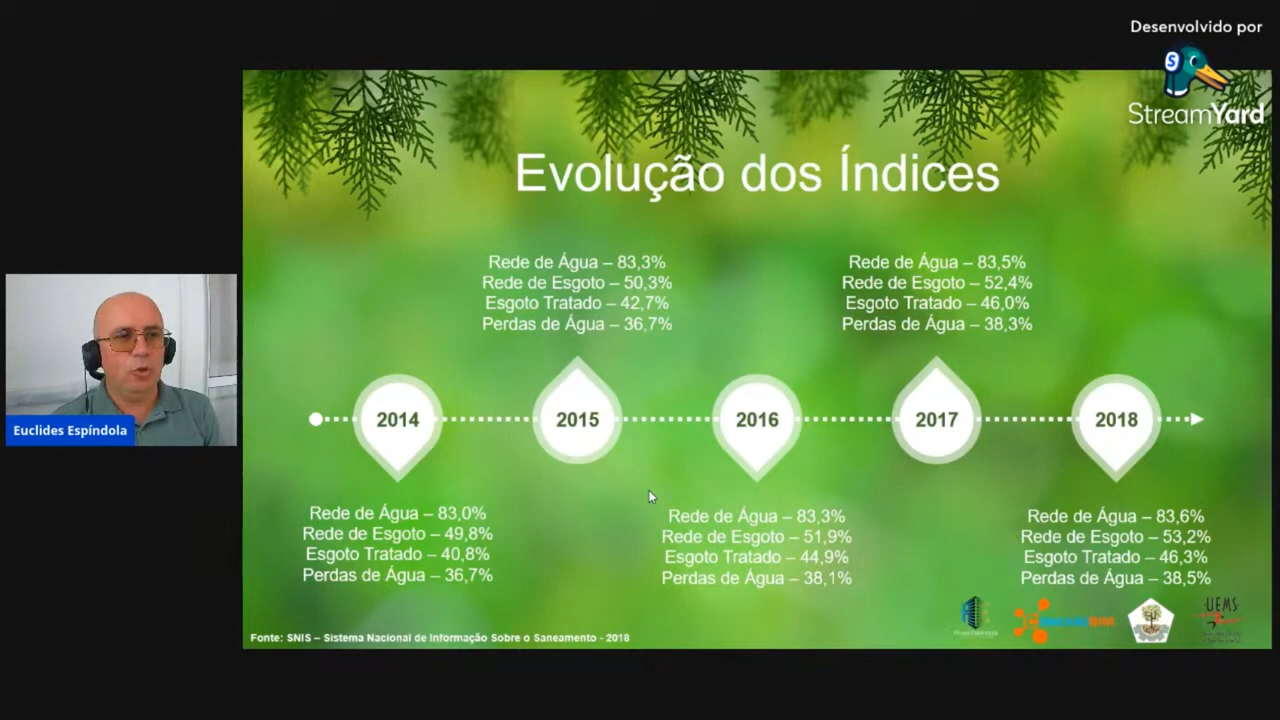 Desenvolvido por
StreamYard
Evolução dos Índices
Rede de Água – 83,3%
Rede de Esgoto – 50,3%
Esgoto Tratado – 42,7%
Perdas de Água – 36,7%
Rede de Água – 83,5%
Rede de Esgoto – 52,4%
Esgoto Tratado – 46,0%
Perdas de Água – 38,3%
2014
2015
2016
2017
2018
Euclides Espíndola
Rede de Água – 83,0%
Rede de Esgoto – 49,8%
Esgoto Tratado – 40,8%
Perdas de Água – 36,7%
Rede de Água – 83,3%
Rede de Esgoto – 51,9%
Esgoto Tratado – 44,9%
Perdas de Água – 38,1%
Rede de Água – 83,6%
Rede de Esgoto – 53,2%
Esgoto Tratado – 46,3%
Perdas de Água – 38,5%
UEMS
Fonte: SNIS – Sistema Nacional de Informação Sobre o Saneamento - 2018